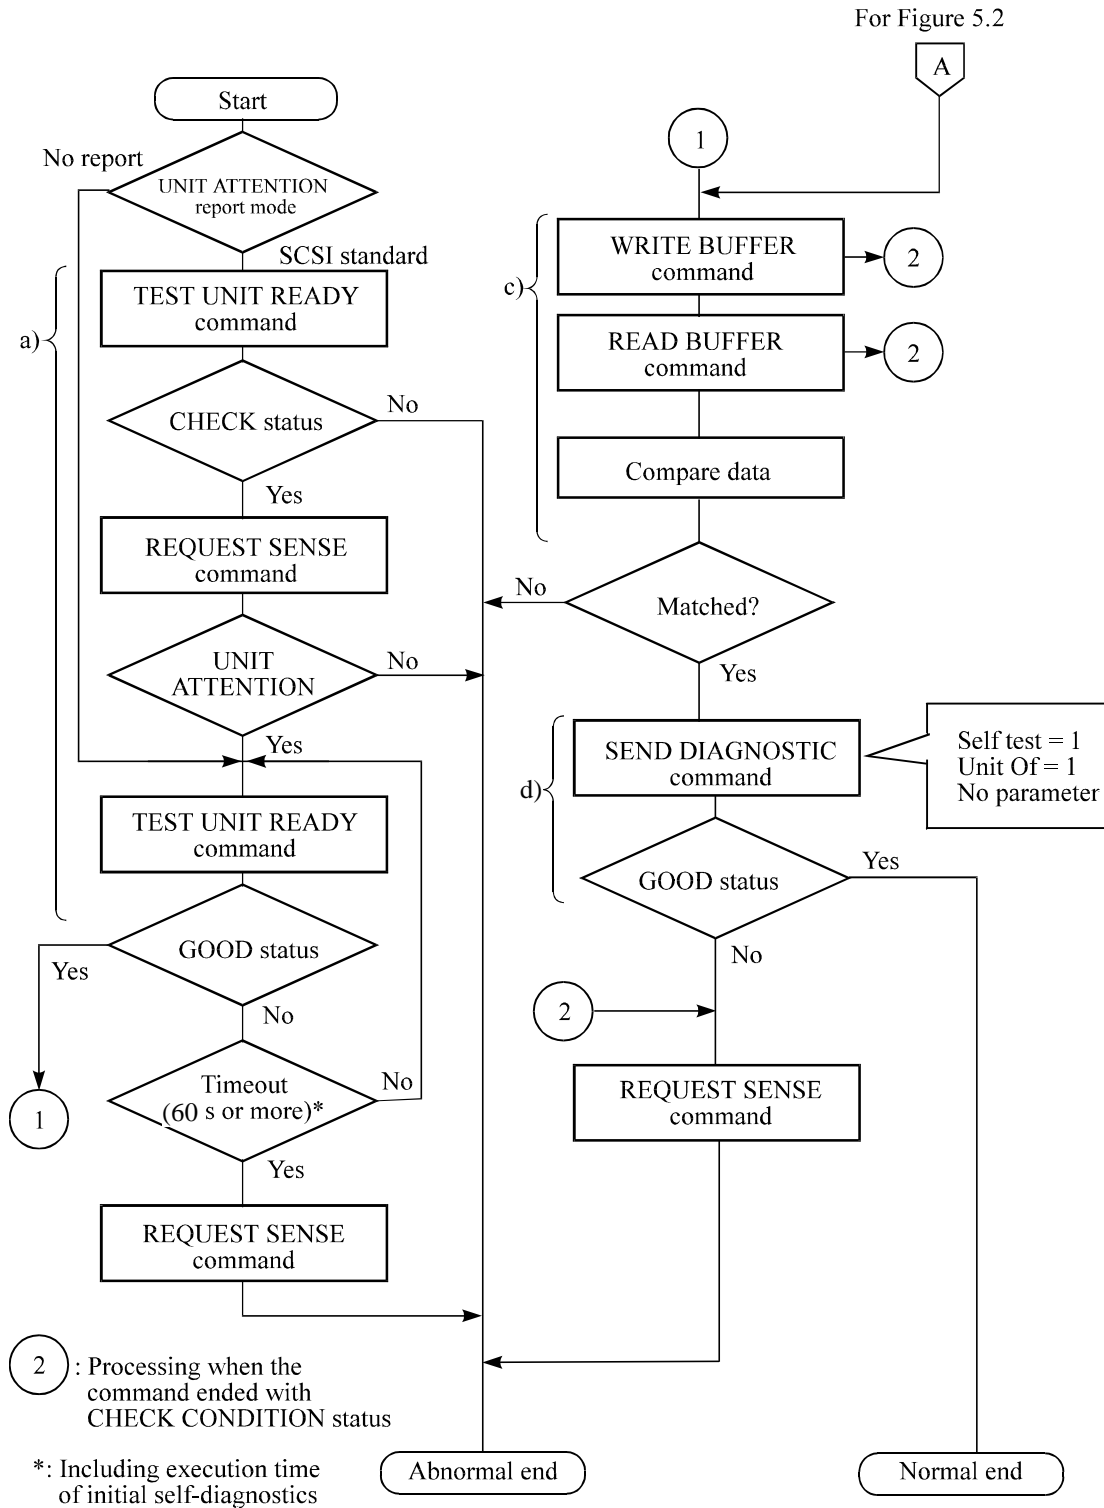 For Figure 5.2
A
Start
No report
UNIT ATTENTION
report mode
SCSI standard
a)
TEST UNIT READY
command
CHECK status
No
Yes
REQUEST SENSE
command
UNIT
ATTENTION
No
Yes
TEST UNIT READY
command
GOOD status
Yes
No
1
Timeout
(60 s or more)*
No
Yes
REQUEST SENSE
command
2
: Processing when the
command ended with
CHECK CONDITION status
*: Including execution time
of initial self-diagnostics
1
c)
WRITE BUFFER
command
2
READ BUFFER
command
2
Compare data
Matched?
No
Yes
d)
SEND DIAGNOSTIC
command
Self test = 1
Unit Of = 1
No parameter
GOOD status
Yes
No
2
REQUEST SENSE
command
Abnormal end
Normal end